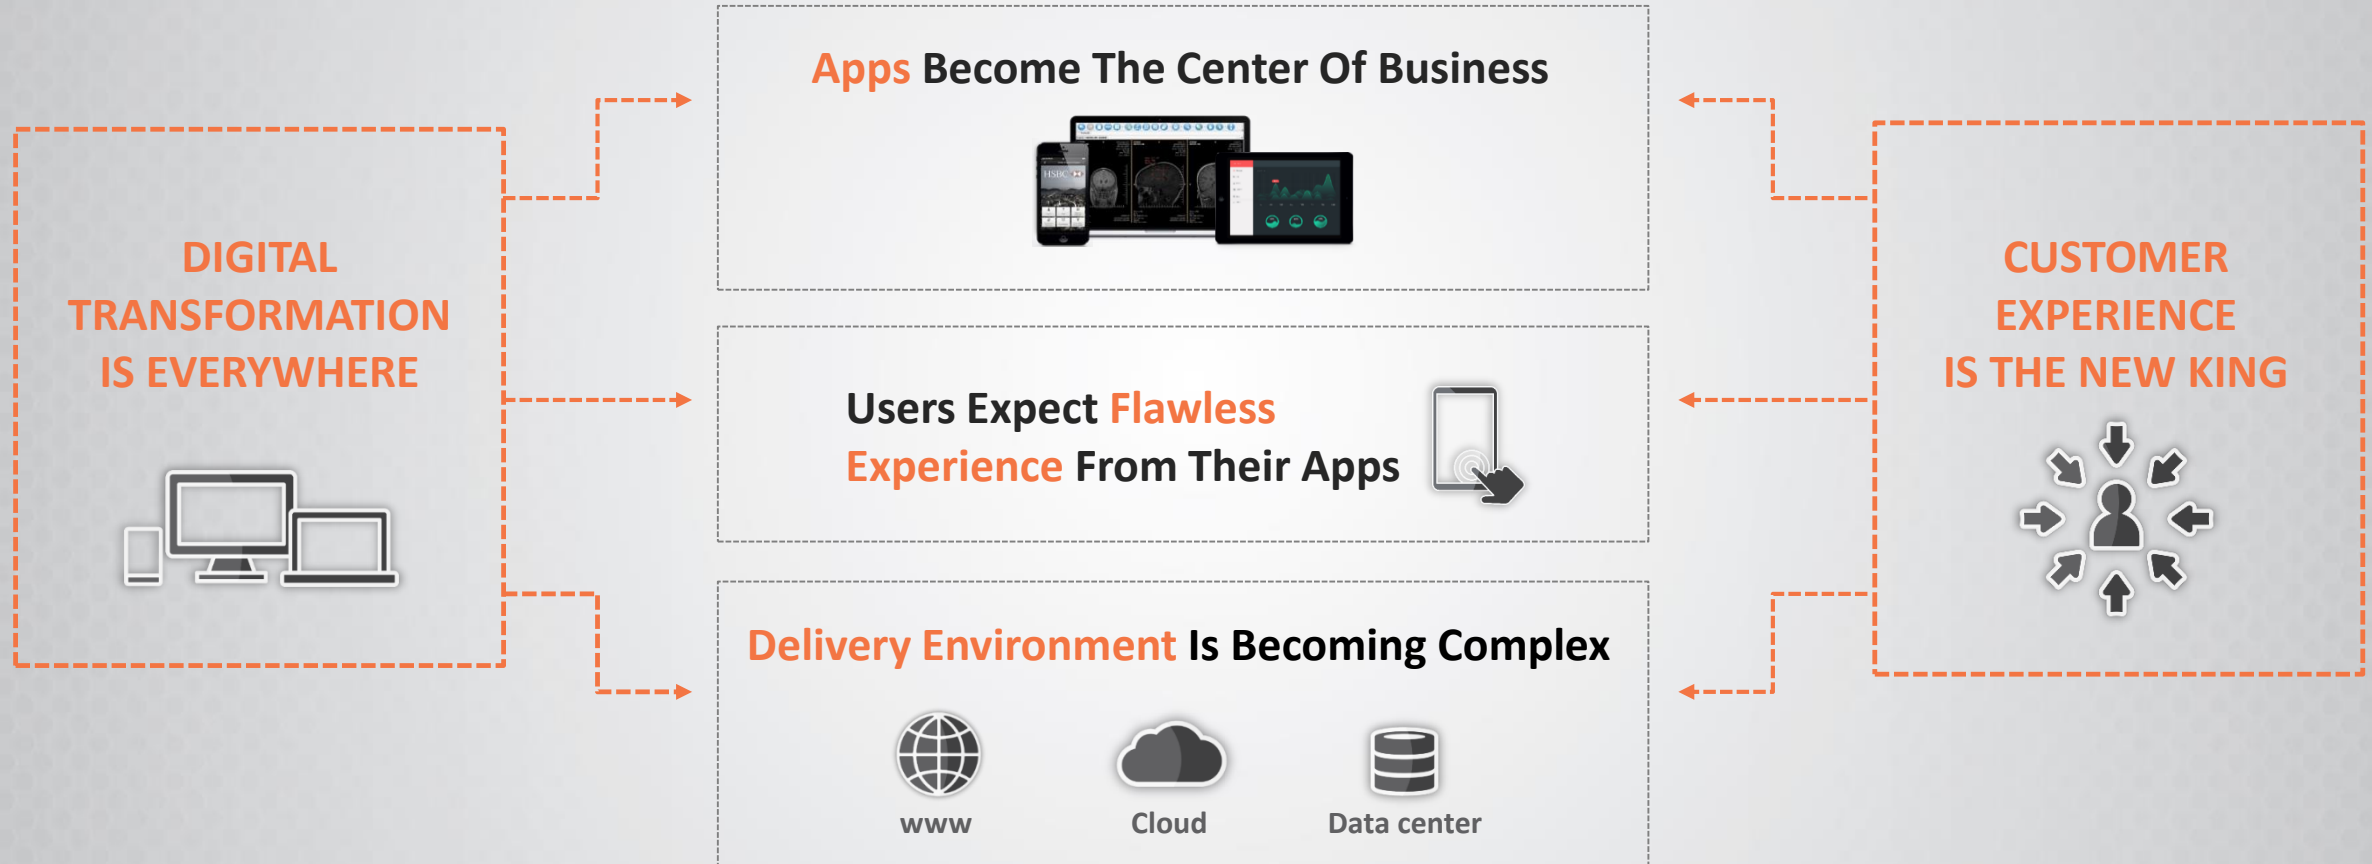 Apps Become The Center Of Business
HSBC
DIGITAL
TRANSFORMATION
IS EVERYWHERE
CUSTOMER
EXPERIENCE
IS THE NEW KING
Users Expect Flawless
Experience From Their Apps
Delivery Environment Is Becoming Complex
www
Cloud
Data center